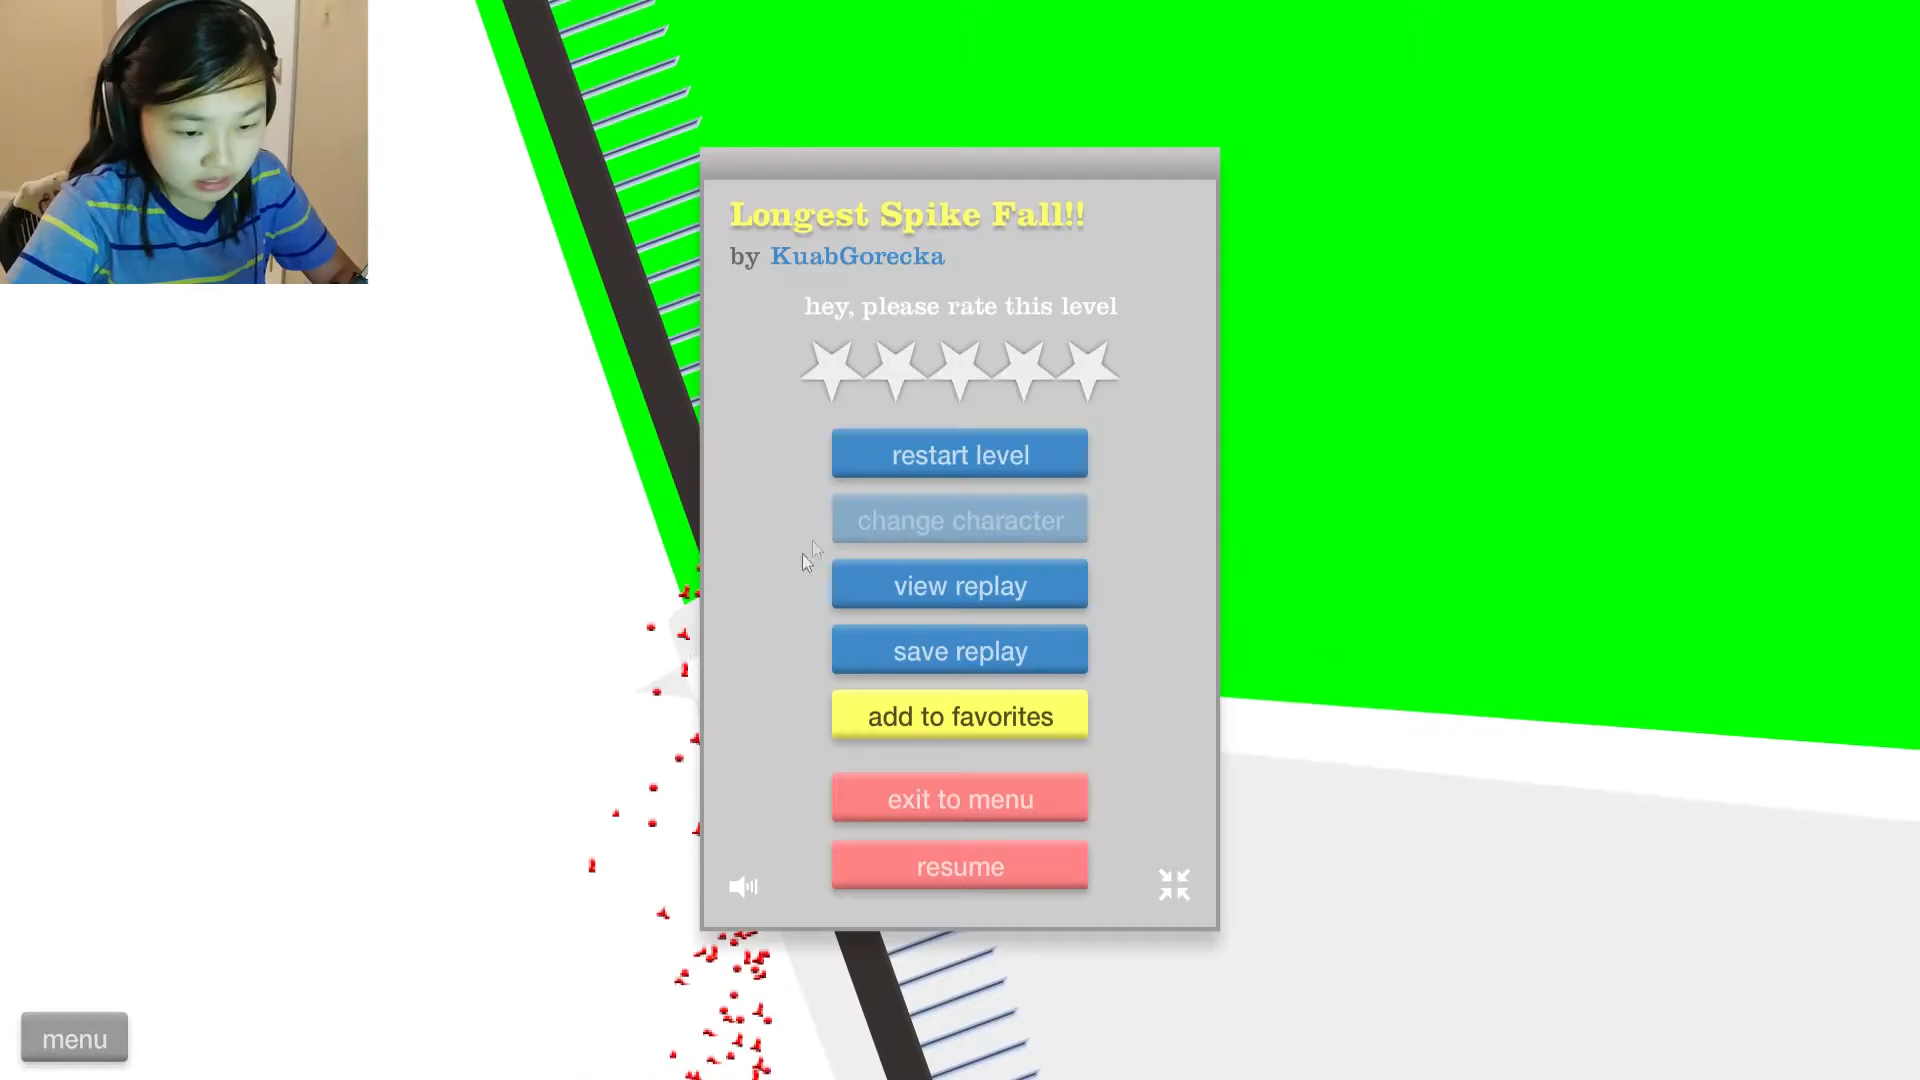 Longest Spike Fall!!
by KuabGorecka
hey, please rate this level
restart level
change character
view replay
save replay
add to favorites
exit to menu
resume
menu